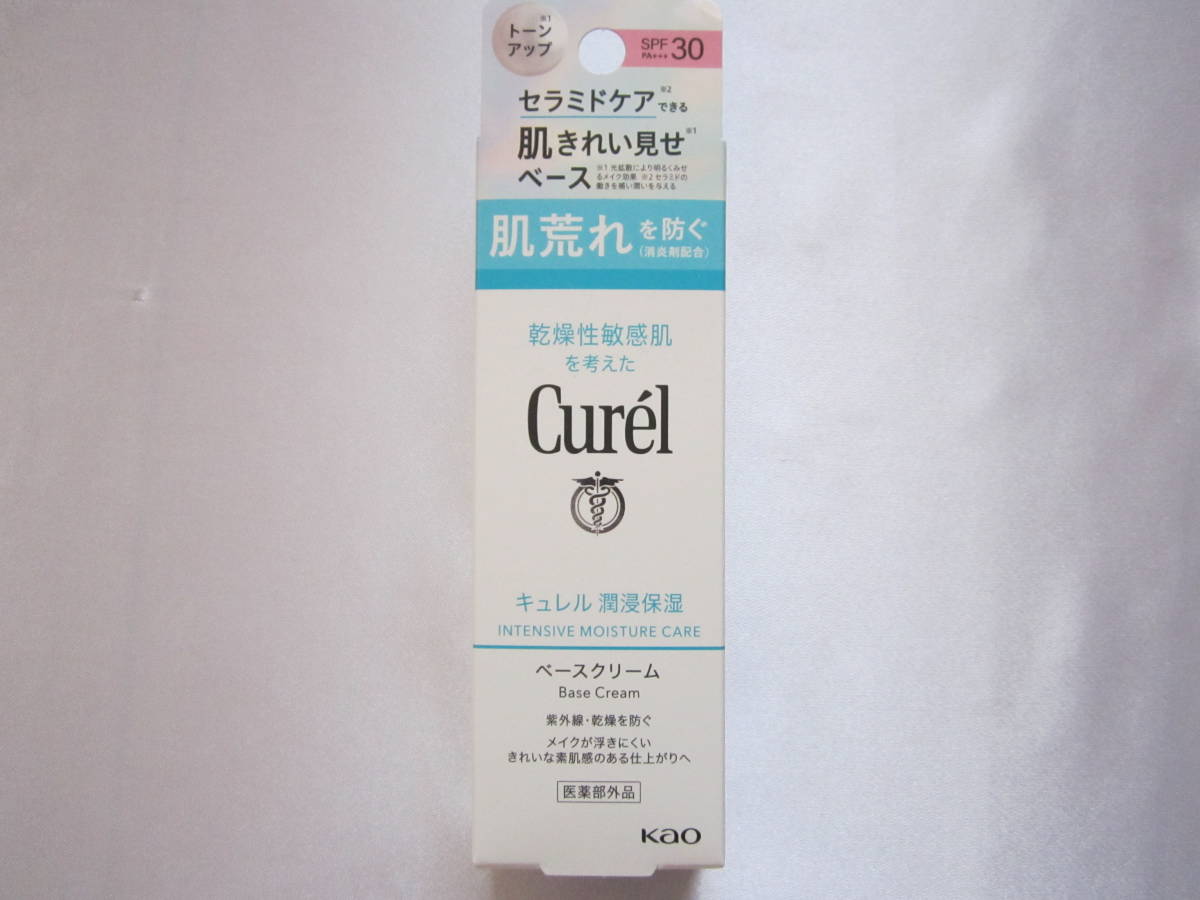 ※1
トーン
アップ
SPF 30
PA+++
セラミドケア※2できる
肌きれい見せ※1
ベース
※1 光拡散により明るくみせ
るメイク効果 ※2 セラミドの
働きを補い潤いを与える
肌荒れを防ぐ
(消炎剤配合)
乾燥性敏感肌
を考えた
Curél
キュレル 潤浸保湿
INTENSIVE MOISTURE CARE
ベースクリーム
Base Cream
紫外線・乾燥を防ぐ
メイクが浮きにくい
きれいな素肌感のある仕上がりへ
医薬部外品
Kao